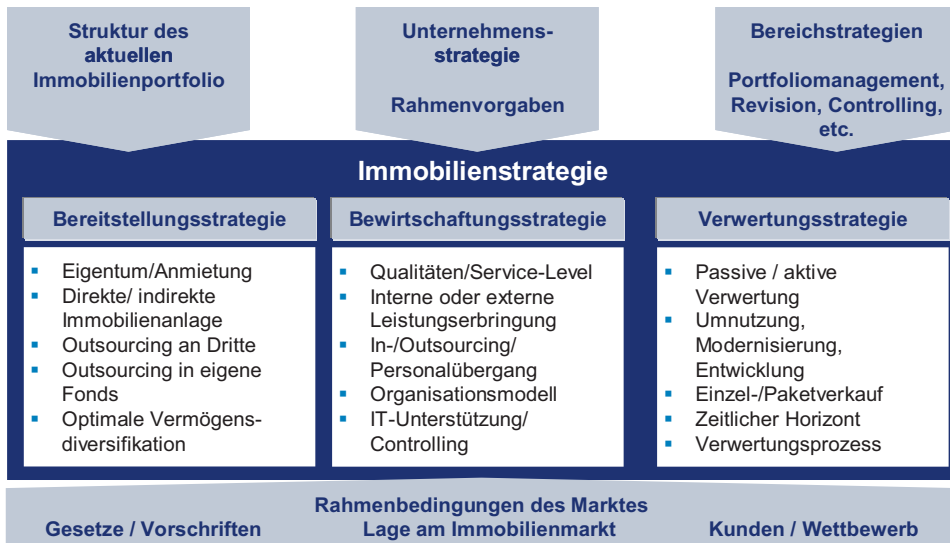 Struktur des
aktuellen
Immobilienportfolio
Unternehmens-
strategie
Rahmenvorgaben
Bereichstrategien
Portfoliomanagement,
Revision, Controlling,
etc.
Immobilienstrategie
Bereitstellungsstrategie
▪ Eigentum/Anmietung
▪ Direkte/ indirekte
Immobilienanlage
▪ Outsourcing an Dritte
▪ Outsourcing in eigene
Fonds
▪ Optimale Vermögens-
diversifikation
Bewirtschaftungsstrategie
▪ Qualitäten/Service-Level
▪ Interne oder externe
Leistungserbringung
▪ In-/Outsourcing/
Personalübergang
▪ Organisationsmodell
▪ IT-Unterstützung/
Controlling
Verwertungsstrategie
▪ Passive / aktive
Verwertung
▪ Umnutzung,
Modernisierung,
Entwicklung
▪ Einzel-/Paketverkauf
▪ Zeitlicher Horizont
▪ Verwertungsprozess
Rahmenbedingungen des Marktes
Gesetze / Vorschriften
Lage am Immobilienmarkt
Kunden / Wettbewerb